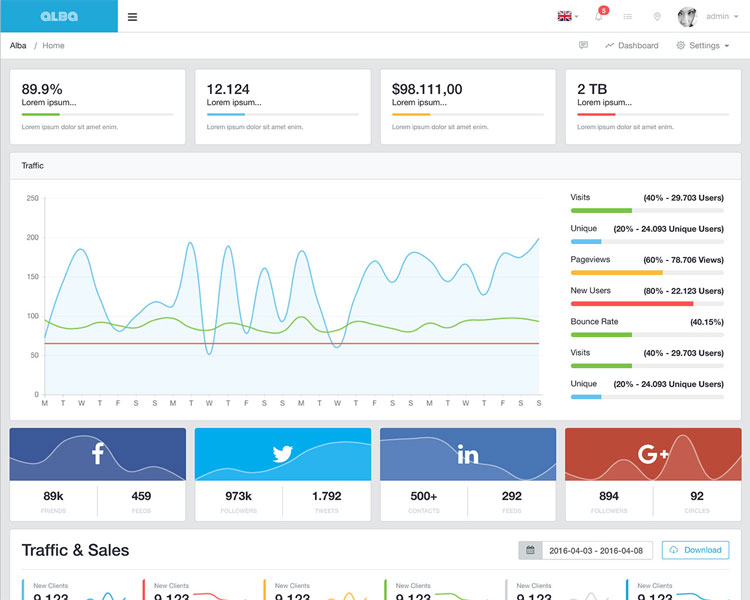 ALBA
5
admin
Alba / Home
Dashboard
Settings
89.9%
Lorem ipsum...
Lorem ipsum dolor sit amet enim.
12.124
Lorem ipsum...
Lorem ipsum dolor sit amet enim.
$98.111,00
Lorem ipsum...
Lorem ipsum dolor sit amet enim.
2 TB
Lorem ipsum...
Lorem ipsum dolor sit amet enim.
Traffic
250
200
150
100
50
0
M T W T F S S M T W T F S S M T W T F S S M T W T F S S
Visits (40% - 29.703 Users)
Unique (20% - 24.093 Unique Users)
Pageviews (60% - 78.706 Views)
New Users (80% - 22.123 Users)
Bounce Rate (40.15%)
Visits (40% - 29.703 Users)
Unique (20% - 24.093 Unique Users)
f
89k
FRIENDS
459
FEEDS
973k
FOLLOWERS
1.792
TWEETS
in
500+
CONTACTS
292
FEEDS
G+
894
FOLLOWERS
92
CIRCLES
Traffic & Sales
2016-04-03 - 2016-04-08
Download
New Clients
9.123
New Clients
9.123
New Clients
9.123
New Clients
9.123
New Clients
9.123
New Clients
9.123